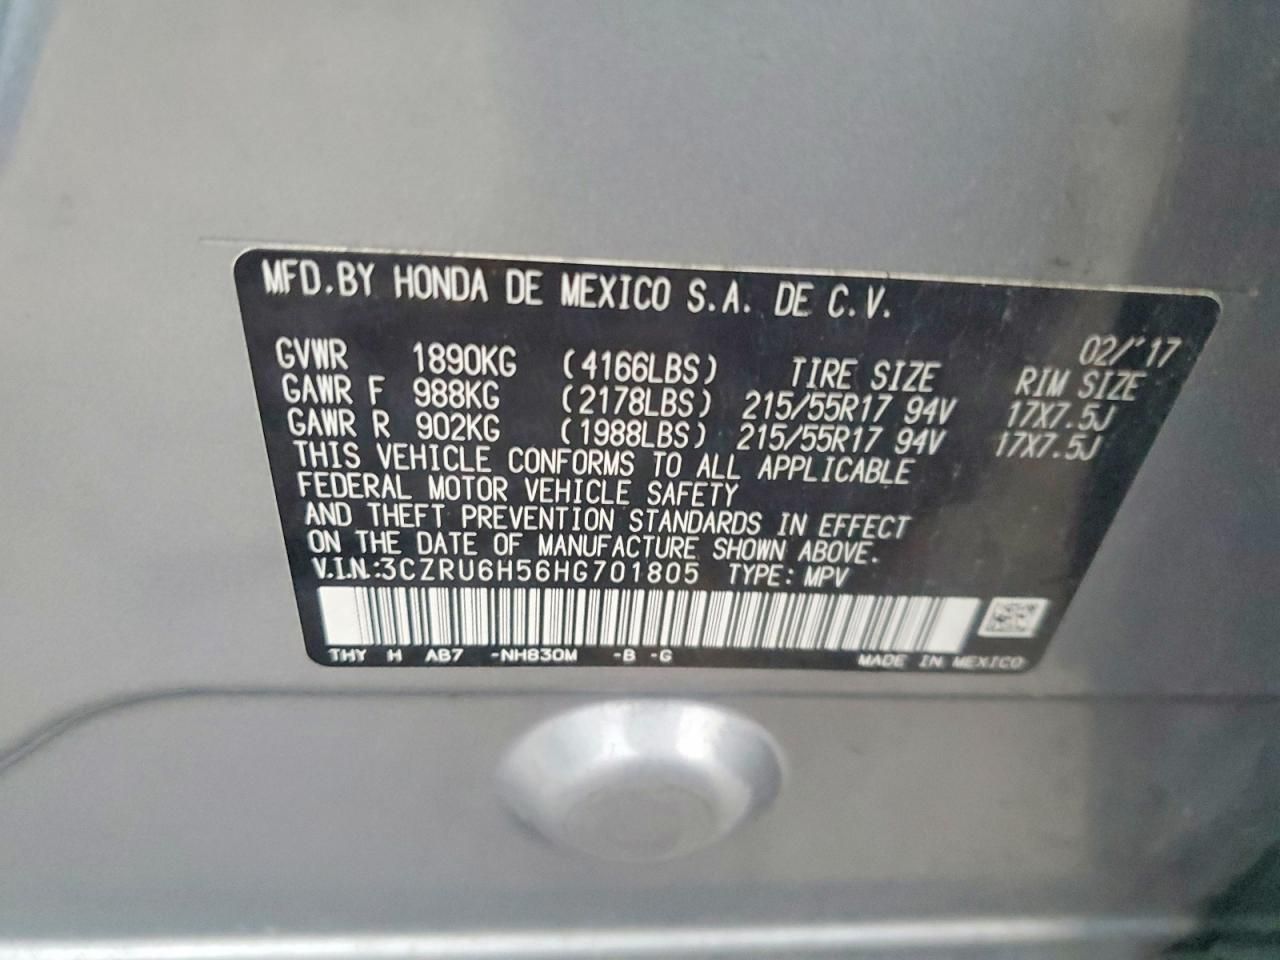 MFD.BY HONDA DE MEXICO S.A. DE C.V.
02/'17
GVWR 1890KG (4166LBS) TIRE SIZE RIM SIZE
GAWR F 988KG (2178LBS) 215/55R17 94V 17X7.5J
GAWR R 902KG (1988LBS) 215/55R17 94V 17X7.5J
THIS VEHICLE CONFORMS TO ALL APPLICABLE
FEDERAL MOTOR VEHICLE SAFETY
AND THEFT PREVENTION STANDARDS IN EFFECT
ON THE DATE OF MANUFACTURE SHOWN ABOVE.
V.I.N.:3CZRU6H56HG701805 TYPE: MPV
THY H AB7 -NH830M -B -G MADE IN MEXICO